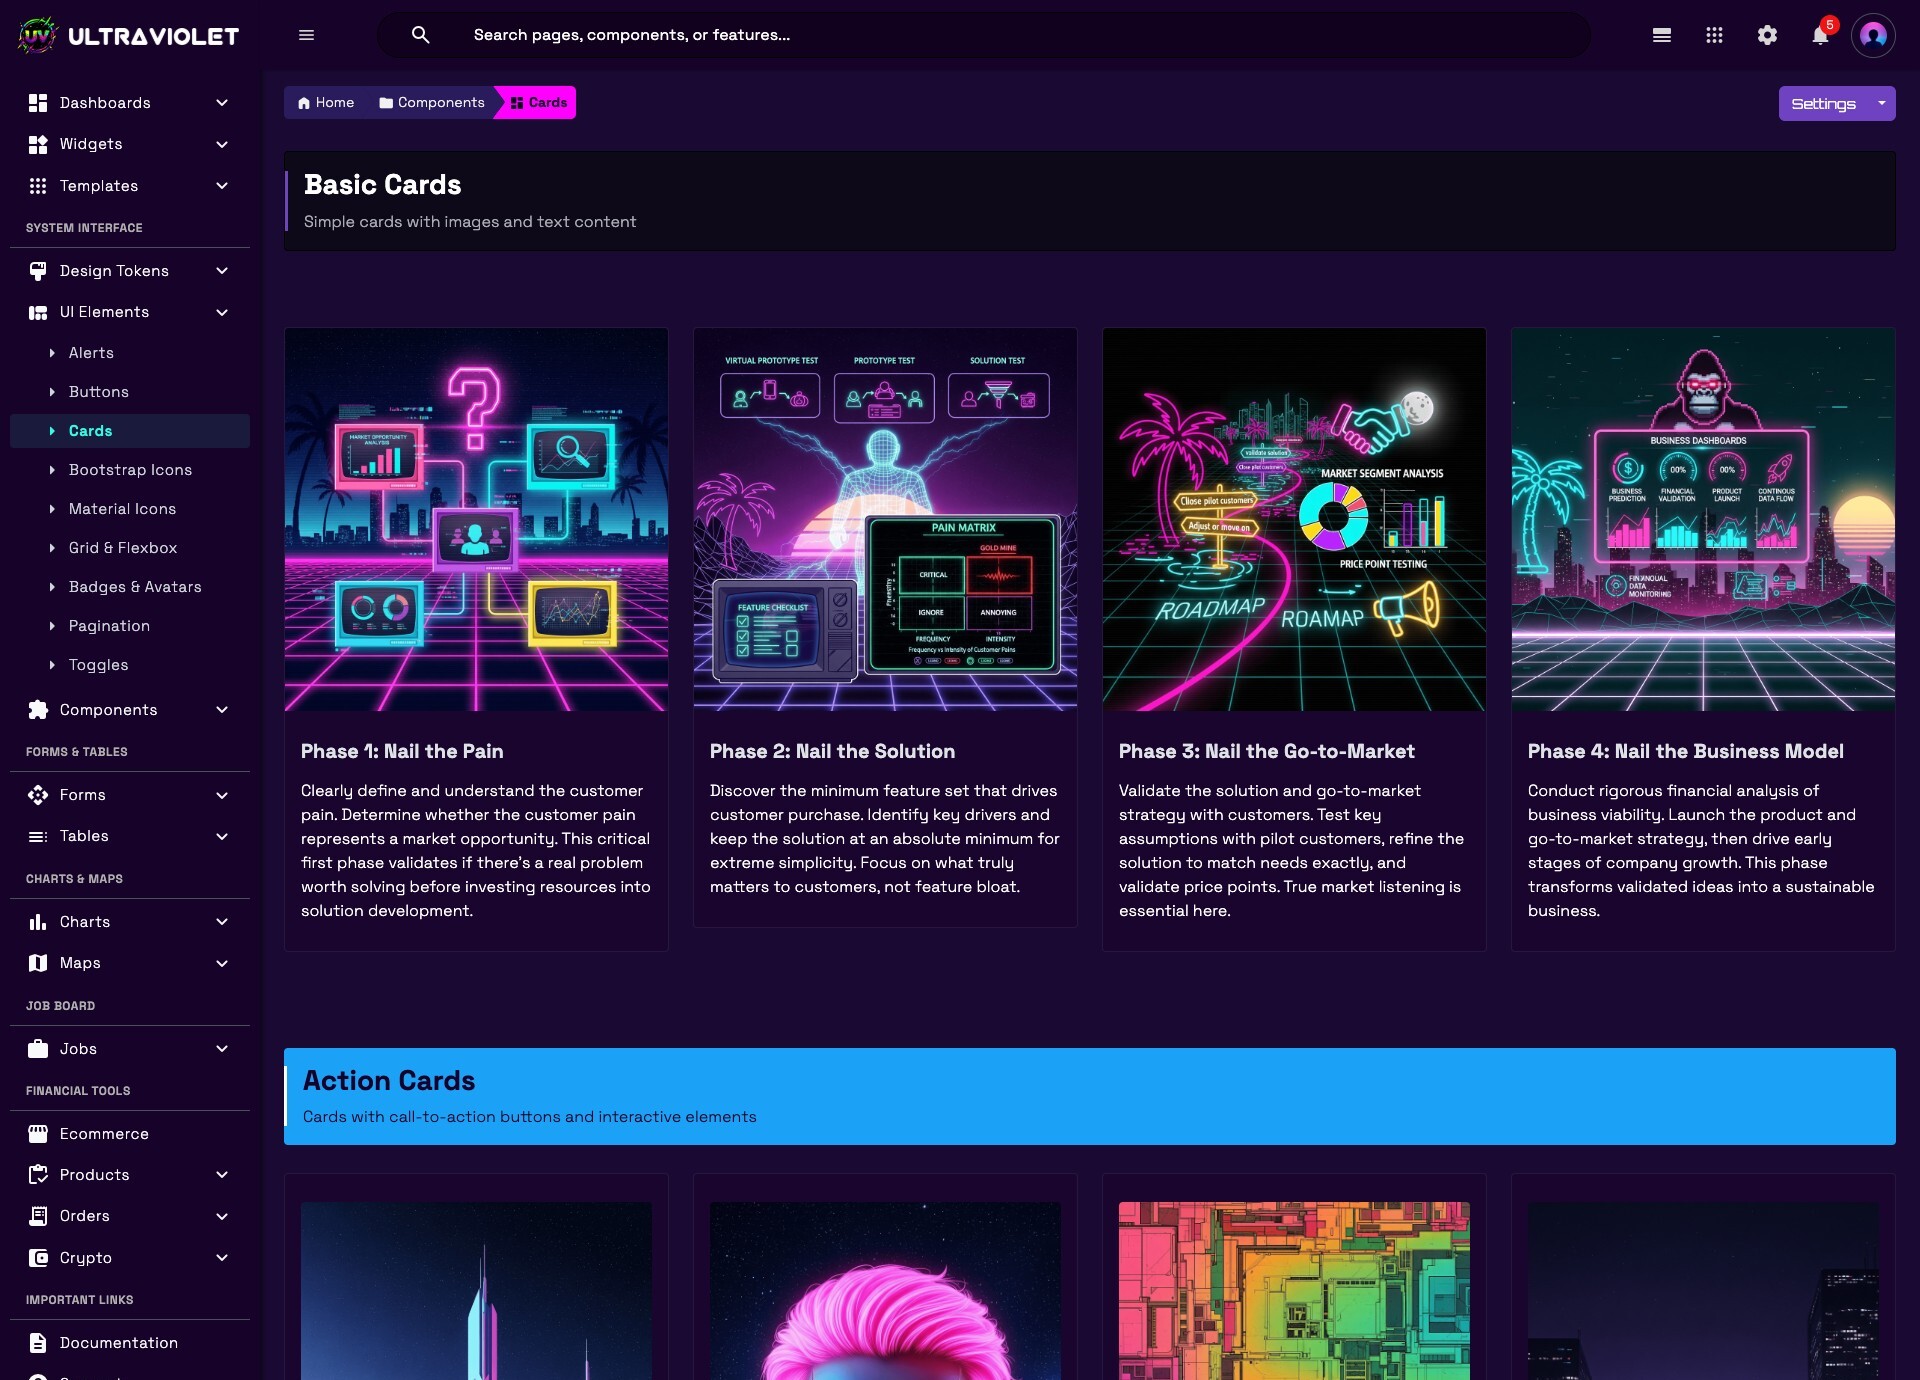 ULTRAVIOLET
Search pages, components, or features...
5
Dashboards
Widgets
Templates
SYSTEM INTERFACE
Design Tokens
UI Elements
Alerts
Buttons
Cards
Bootstrap Icons
Material Icons
Grid & Flexbox
Badges & Avatars
Pagination
Toggles
Components
FORMS & TABLES
Forms
Tables
CHARTS & MAPS
Charts
Maps
JOB BOARD
Jobs
FINANCIAL TOOLS
Ecommerce
Products
Orders
Crypto
IMPORTANT LINKS
Documentation
Home
Components
Cards
Settings
Basic Cards
Simple cards with images and text content
?
MARKET OPPORTUNITY
ANALYSIS
Phase 1: Nail the Pain
Clearly define and understand the customer
pain. Determine whether the customer pain
represents a market opportunity. This critical
first phase validates if there's a real problem
worth solving before investing resources into
solution development.
VIRTUAL PROTOTYPE TEST
PROTOTYPE TEST
SOLUTION TEST
PAIN MATRIX
GOLD MINE
CRITICAL
IGNORE
ANNOYING
FREQUENCY
INTENSITY
Frequency vs Intensity of Customer Pains
FEATURE CHECKLIST
Phase 2: Nail the Solution
Discover the minimum feature set that drives
customer purchase. Identify key drivers and
keep the solution at an absolute minimum for
extreme simplicity. Focus on what truly
matters to customers, not feature bloat.
Validate solution
Close pilot customers
MARKET SEGMENT ANALYSIS
Cliose pilot customers
Adjust or move on
PRICE POINT TESTING
ROADMAP
ROAMAP
Phase 3: Nail the Go-to-Market
Validate the solution and go-to-market
strategy with customers. Test key
assumptions with pilot customers, refine the
solution to match needs exactly, and
validate price points. True market listening is
essential here.
BUSINESS DASHBOARDS
$
00%
00%
BUSINESS
PREDICTION
FINANCIAL
VALIDATION
PRODUCT
LAUNCH
CONTINOUS
DATA FLOW
DATA
MONITORING
Phase 4: Nail the Business Model
Conduct rigorous financial analysis of
business viability. Launch the product and
go-to-market strategy, then drive early
stages of company growth. This phase
transforms validated ideas into a sustainable
business.
Action Cards
Cards with call-to-action buttons and interactive elements